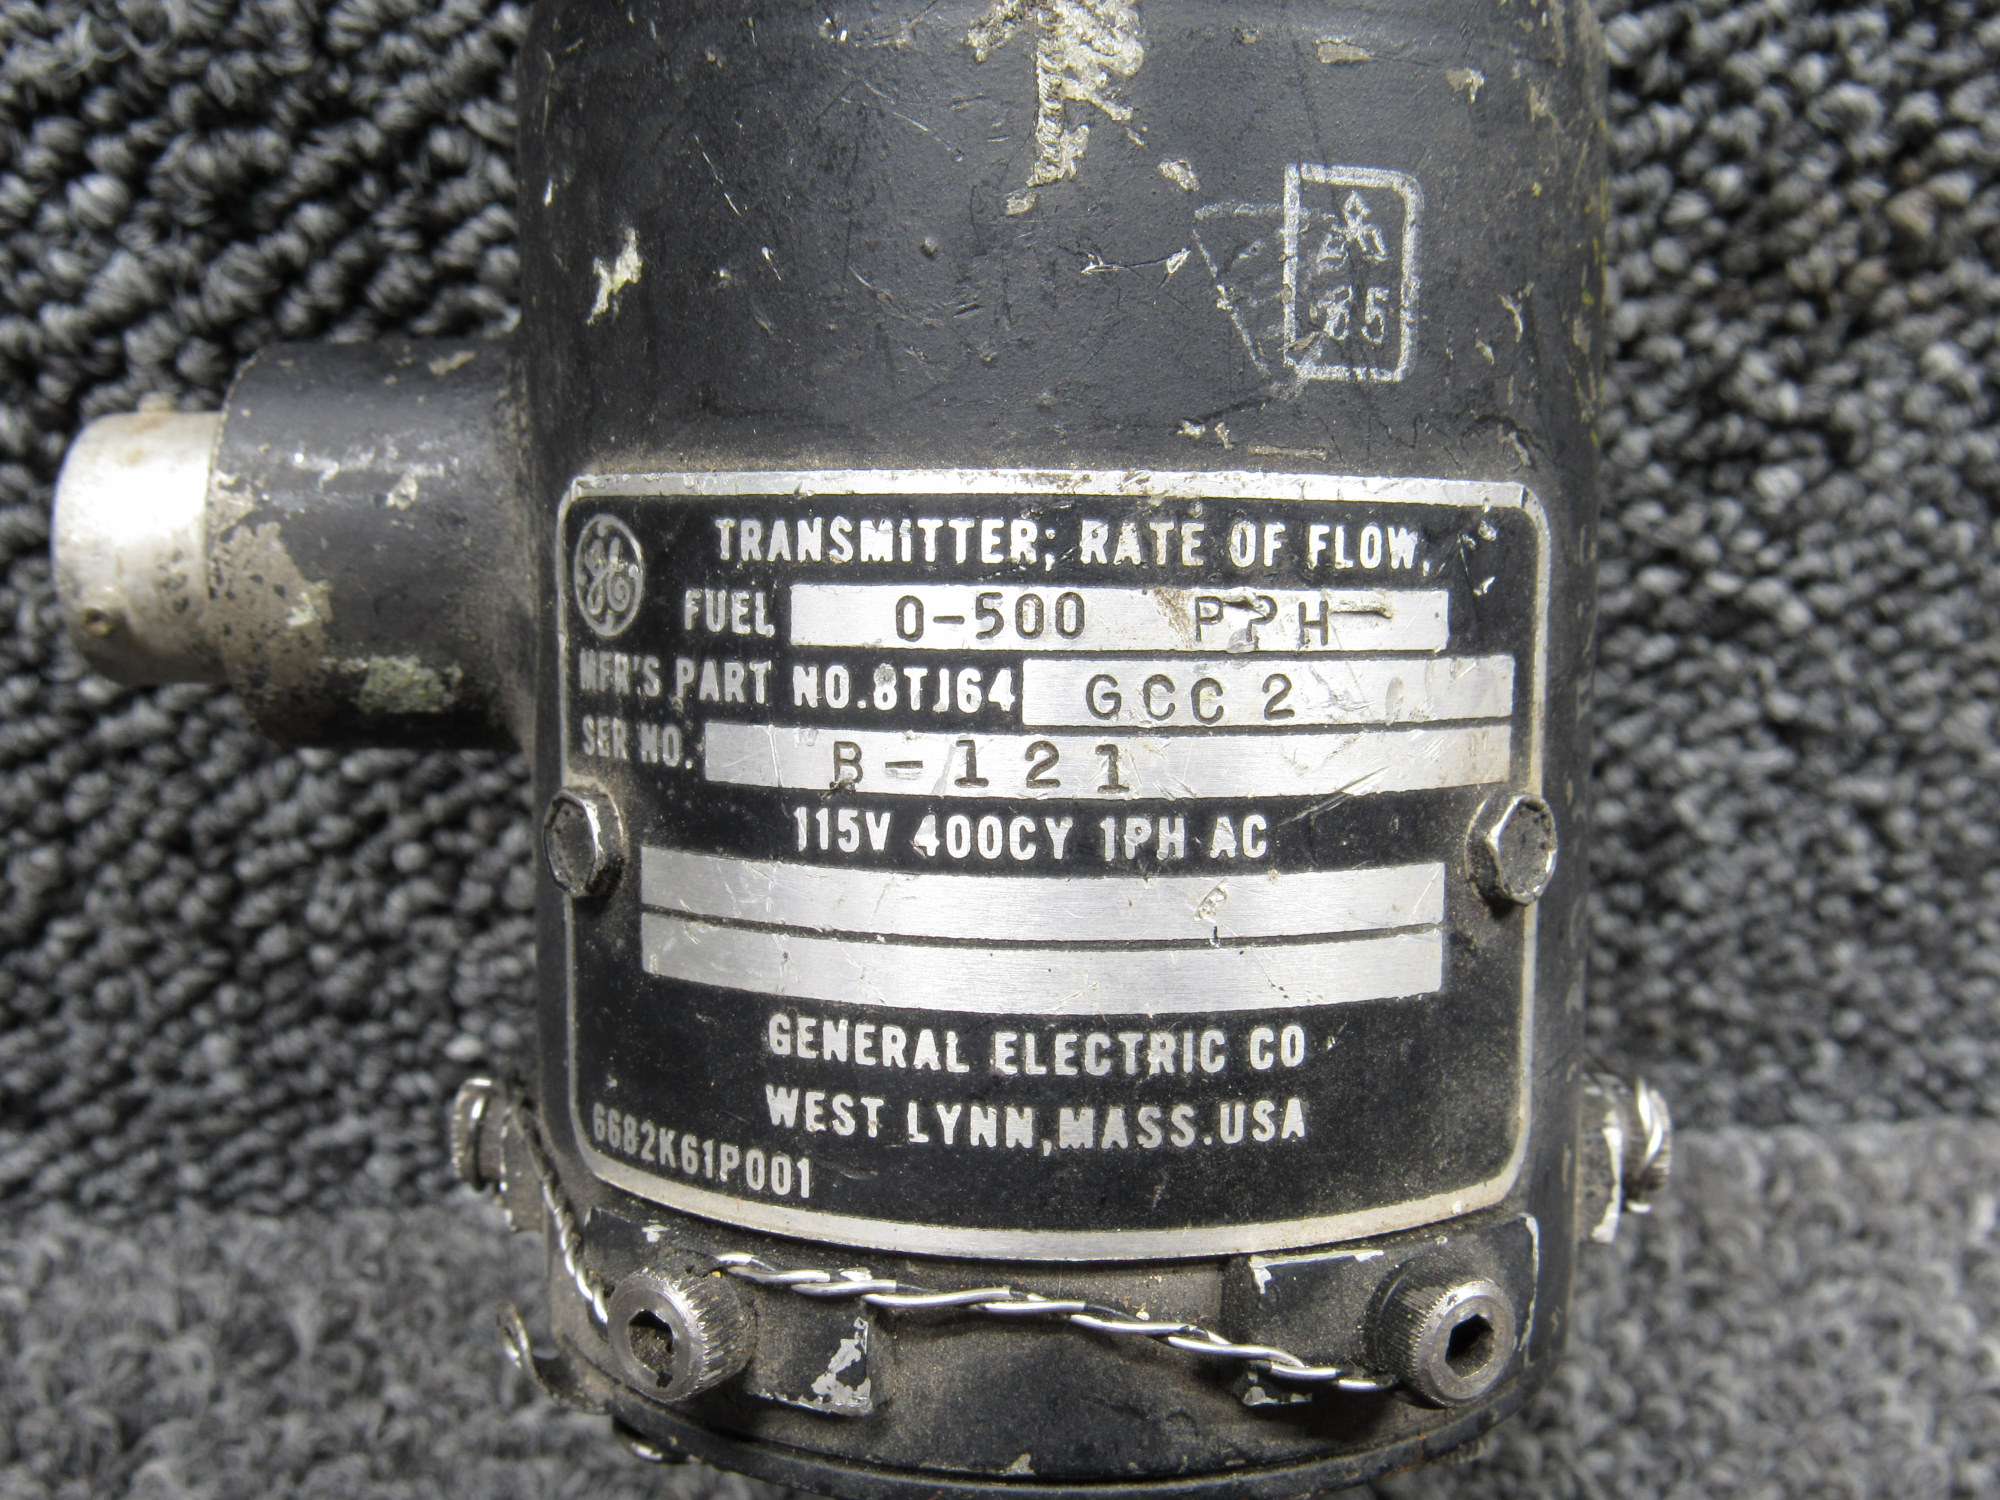 TRANSMITTER; RATE OF FLOW,
FUEL 0-500 PPH
MFR'S PART NO. 8TJ64 GCC 2
SER NO. B-121
115V 400CY 1PH AC
GENERAL ELECTRIC CO
WEST LYNN, MASS. USA
6682K61P001